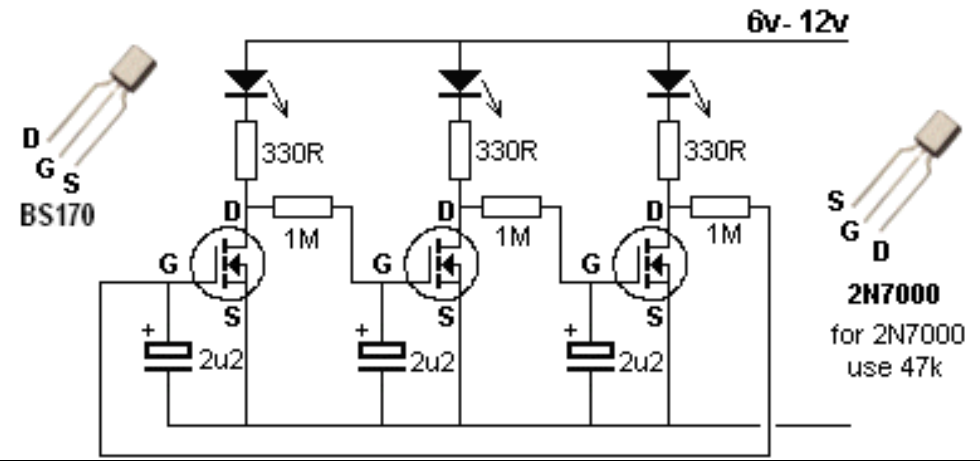 6v- 12v
330R
330R
330R
D
G
S
BS170
D
1M
D
1M
D
1M
G
G
G
S
S
S
+
2u2
+
2u2
+
2u2
S
G
D
2N7000
for 2N7000
use 47k